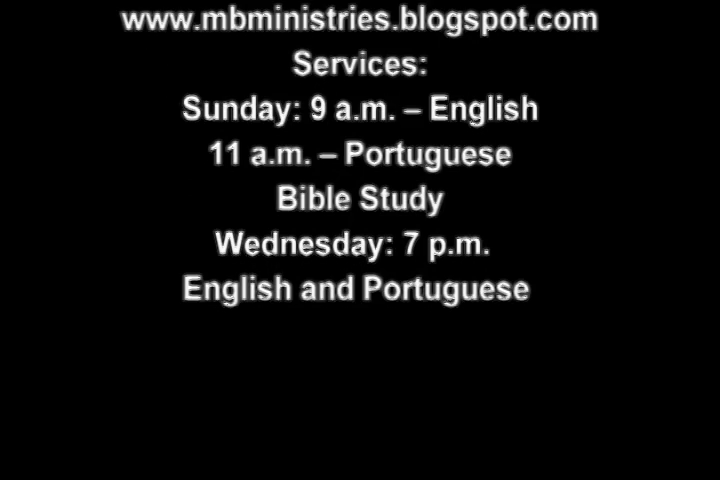 www.mbministries.blogspot.com
Services:
Sunday: 9 a.m. – English
11 a.m. – Portuguese
Bible Study
Wednesday: 7 p.m.
English and Portuguese